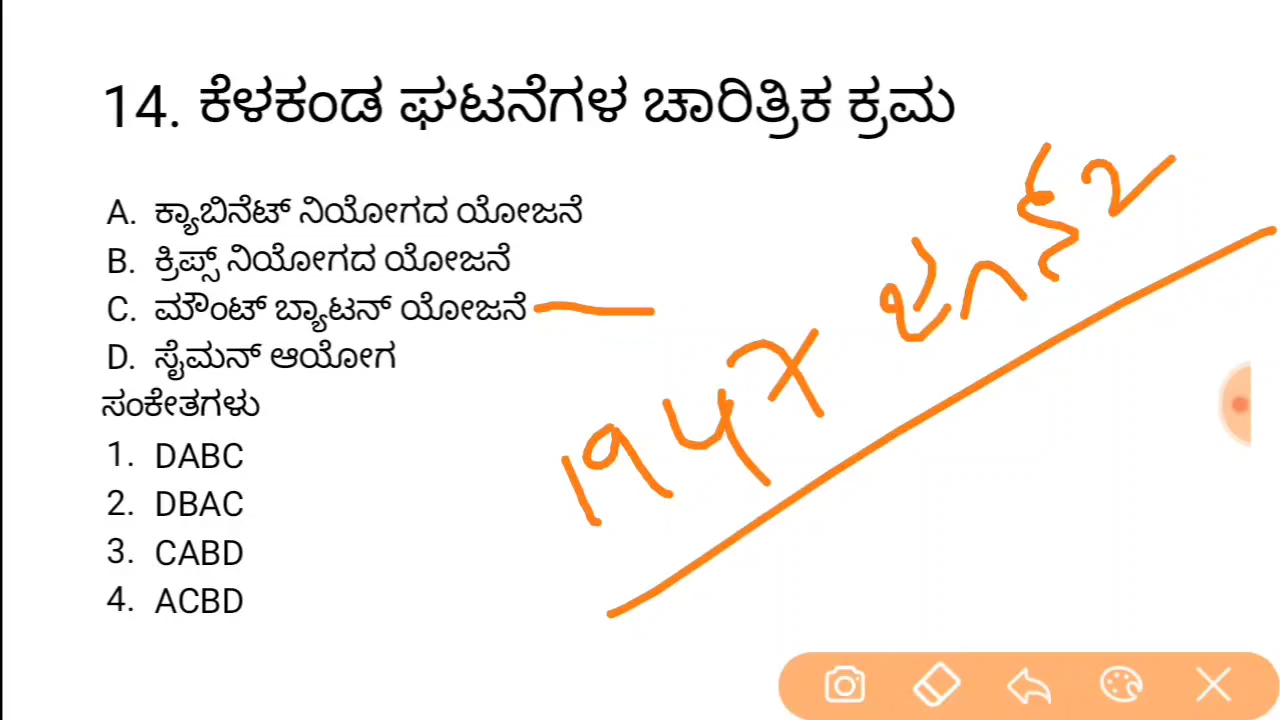 14. ಕೆಳಕಂಡ ಘಟನೆಗಳ ಚಾರಿತ್ರಿಕ ಕ್ರಮ
A. ಕ್ಯಾಬಿನೆಟ್ ನಿಯೋಗದ ಯೋಜನೆ
B. ಕ್ರಿಪ್ಸ್ ನಿಯೋಗದ ಯೋಜನೆ
C. ಮೌಂಟ್ ಬ್ಯಾಟನ್ ಯೋಜನೆ
D. ಸೈಮನ್ ಆಯೋಗ
ಸಂಕೇತಗಳು
1. DABC
2. DBAC
3. CABD
4. ACBD
1947